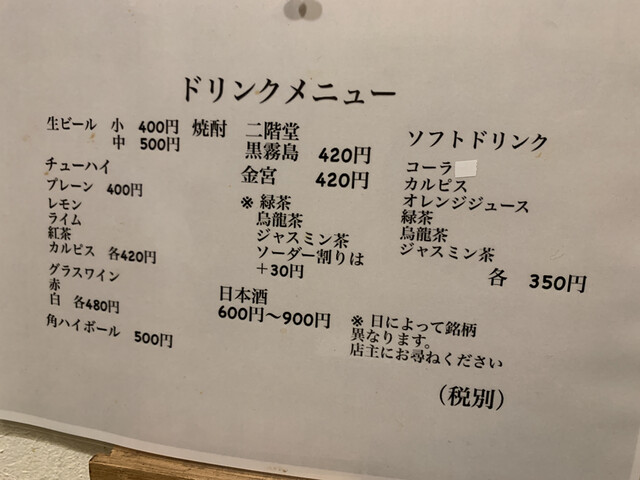 ドリンクメニュー
生ビール 小 400円
中 500円
チューハイ
プレーン 400円
レモン
ライム
紅茶
カルピス 各420円
グラスワイン
赤
白 各480円
角ハイボール 500円
焼酎 二階堂
黒霧島 420円
金宮 420円
※ 緑茶
烏龍茶
ジャスミン茶
ソーダー割りは
＋30円
日本酒
600円〜900円
※ 日によって銘柄
異なります。
店主にお尋ねください
ソフトドリンク
コーラ
カルピス
オレンジジュース
緑茶
烏龍茶
ジャスミン茶
各 350円
（税別）